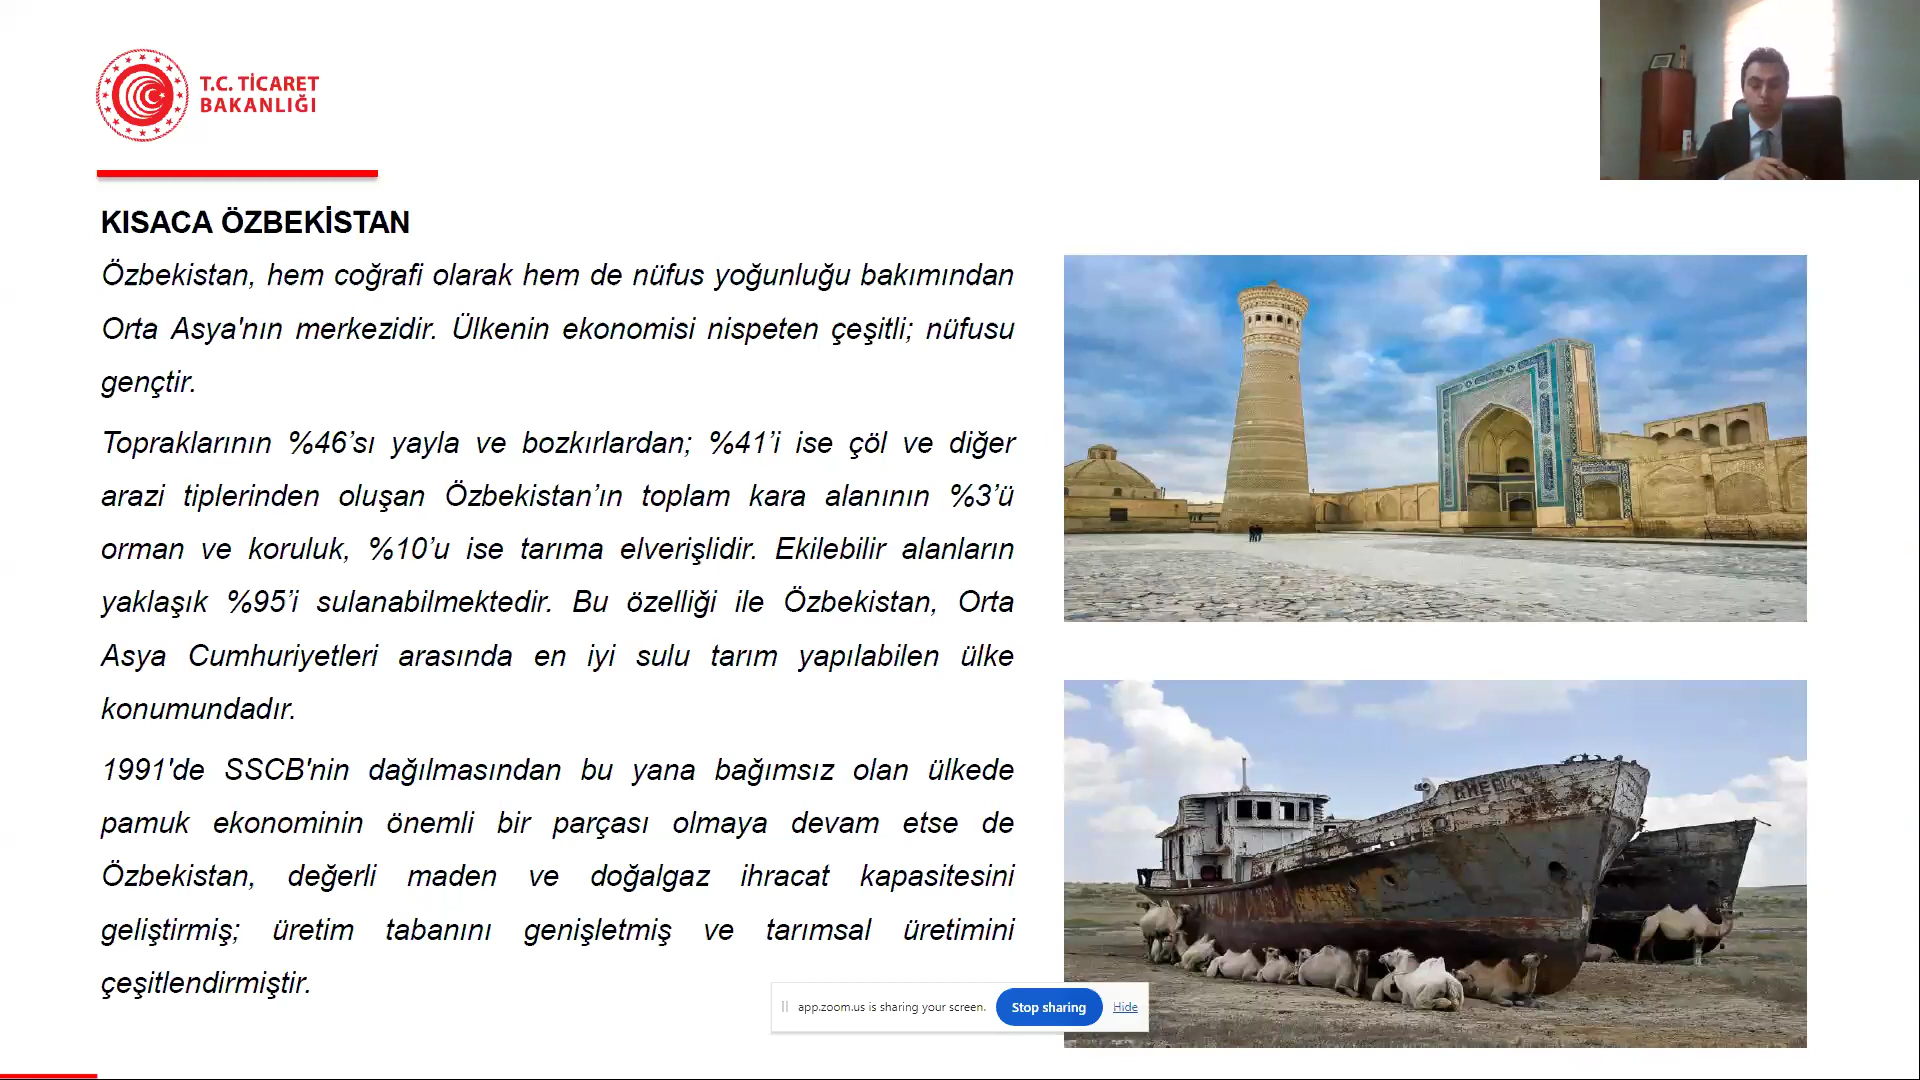 T.C. TİCARET
BAKANLIĞI
KISACA ÖZBEKİSTAN
Özbekistan, hem coğrafi olarak hem de nüfus yoğunluğu bakımından
Orta Asya'nın merkezidir. Ülkenin ekonomisi nispeten çeşitli; nüfusu
gençtir.
Topraklarının %46’sı yayla ve bozkırlardan; %41’i ise çöl ve diğer
arazi tiplerinden oluşan Özbekistan’ın toplam kara alanının %3’ü
orman ve koruluk, %10’u ise tarıma elverişlidir. Ekilebilir alanların
yaklaşık %95’i sulanabilmektedir. Bu özelliği ile Özbekistan, Orta
Asya Cumhuriyetleri arasında en iyi sulu tarım yapılabilen ülke
konumundadır.
1991'de SSCB'nin dağılmasından bu yana bağımsız olan ülkede
pamuk ekonominin önemli bir parçası olmaya devam etse de
Özbekistan, değerli maden ve doğalgaz ihracat kapasitesini
geliştirmiş; üretim tabanını genişletmiş ve tarımsal üretimini
çeşitlendirmiştir.
app.zoom.us is sharing your screen. Stop sharing Hide